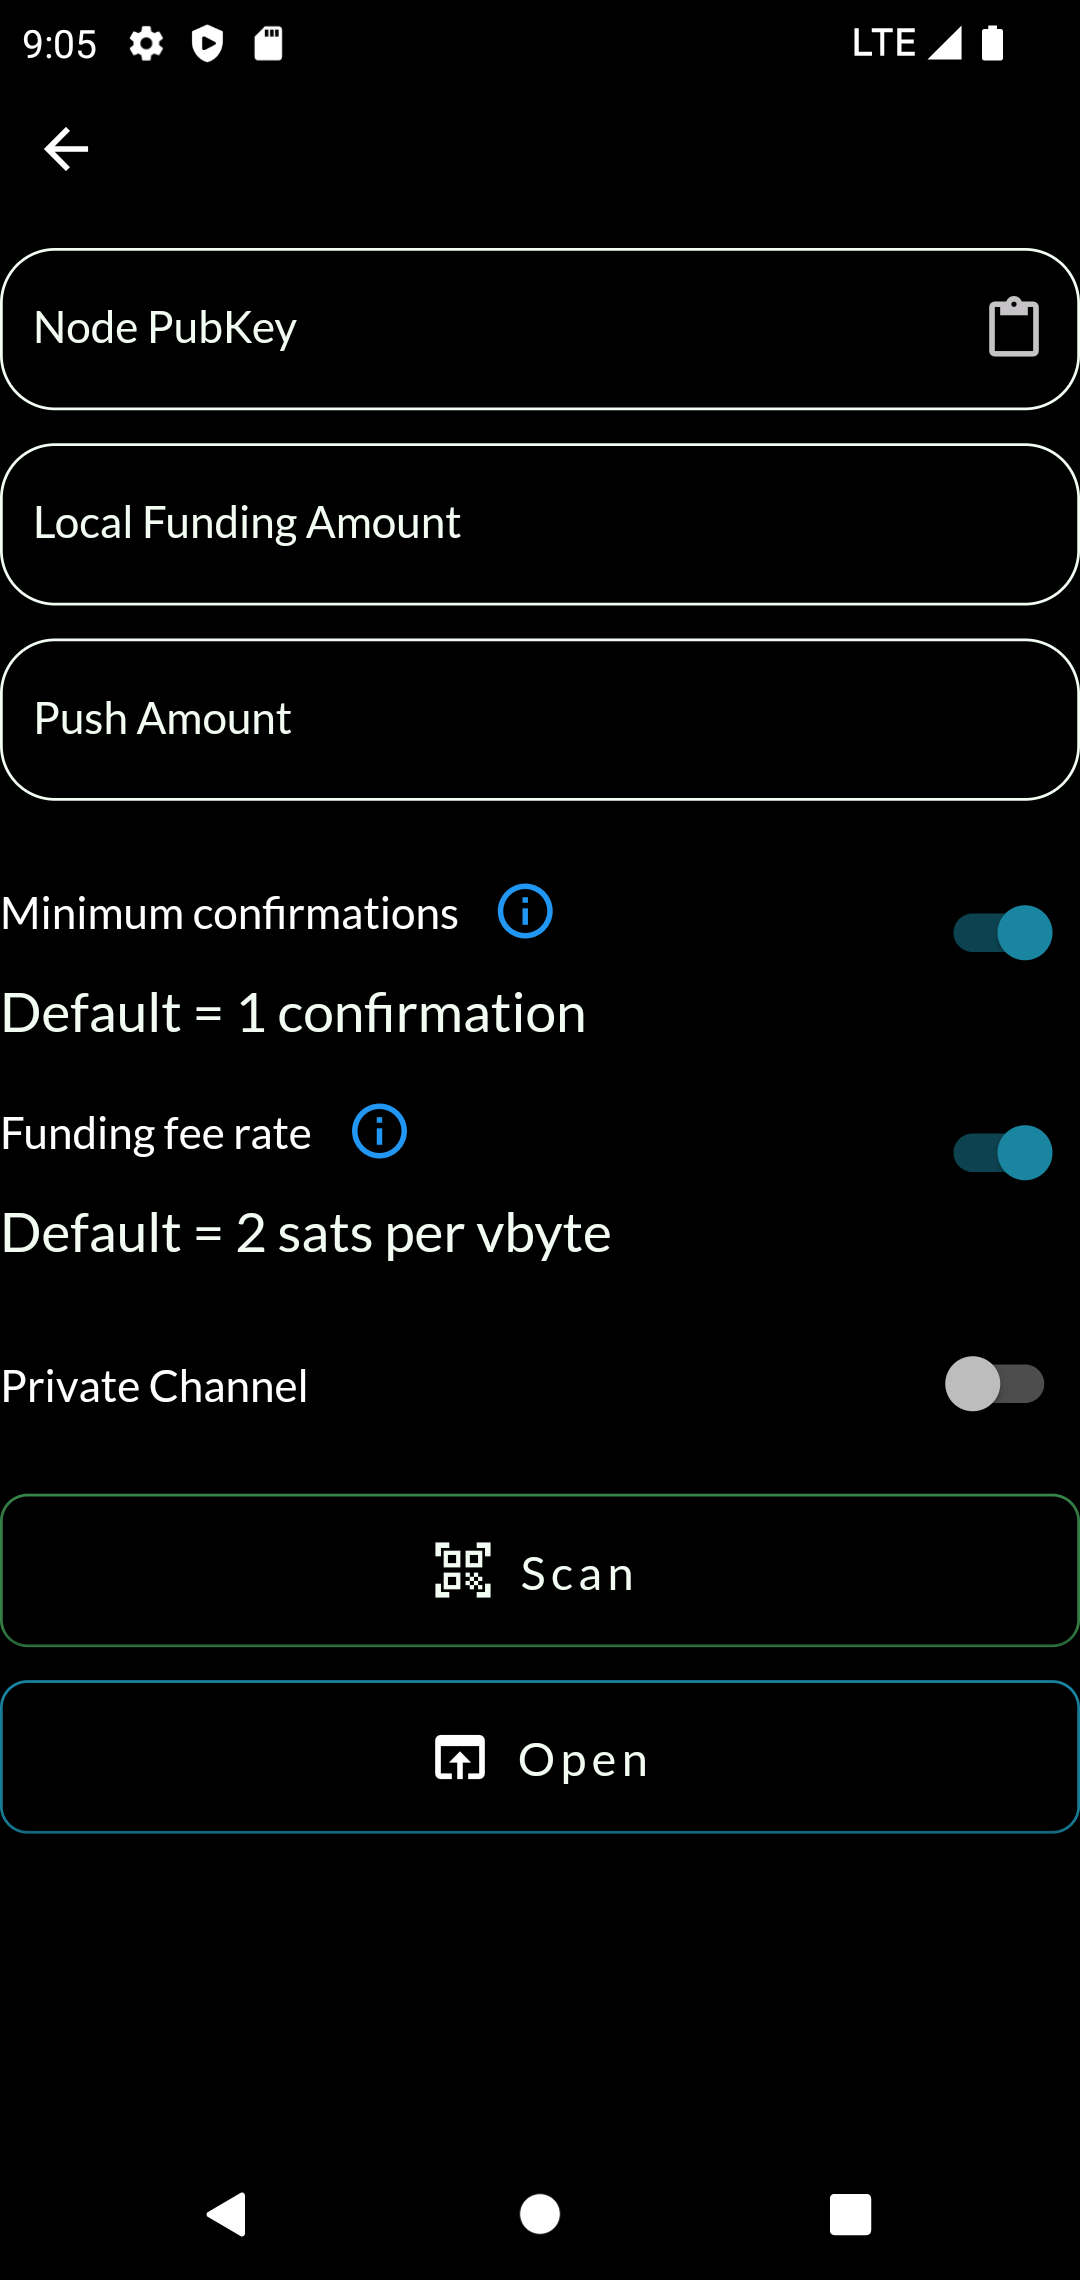 9:05 LTE
Node PubKey
Local Funding Amount
Push Amount
Minimum confirmations
Default = 1 confirmation
Funding fee rate
Default = 2 sats per vbyte
Private Channel
Scan
Open